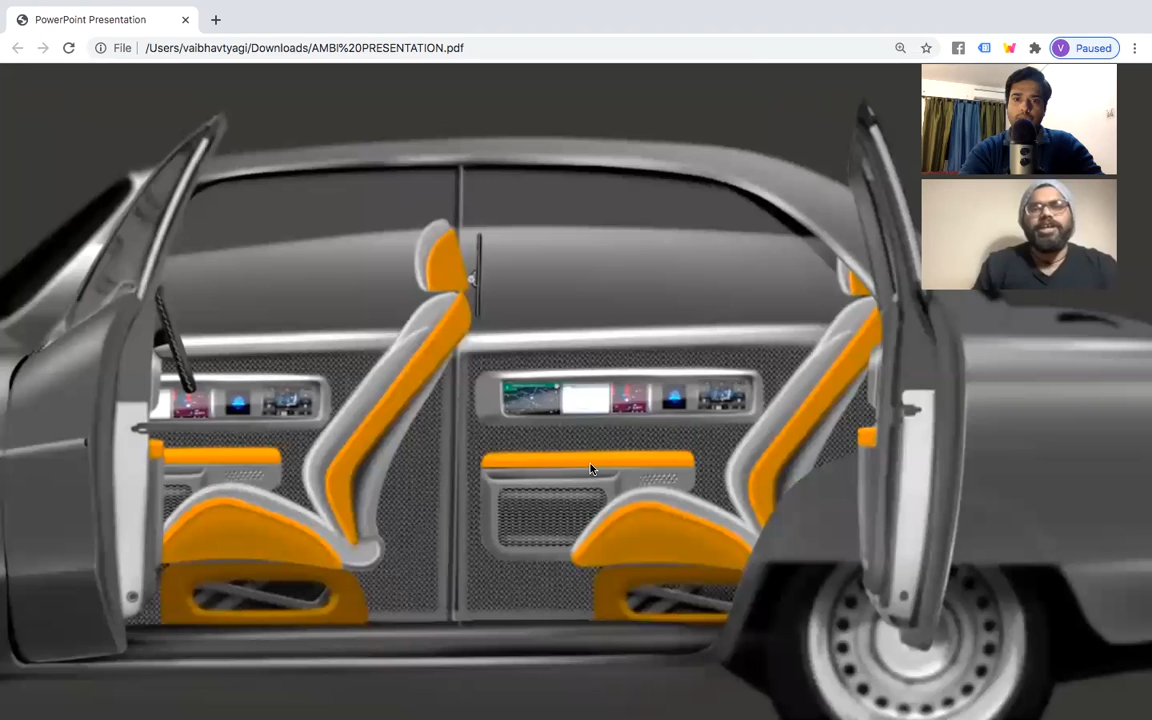 PowerPoint Presentation
File
/Users/vaibhavtyagi/Downloads/AMBI%20PRESENTATION.pdf
V
Paused